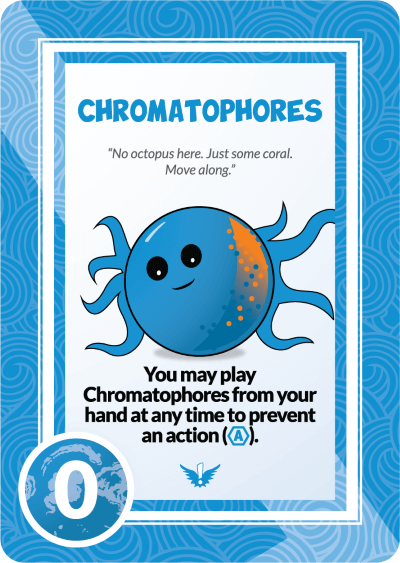 CHROMATOPHORES
“No octopus here. Just some coral.
Move along.”
You may play
Chromatophores from your
hand at any time to prevent
an action (A).
0